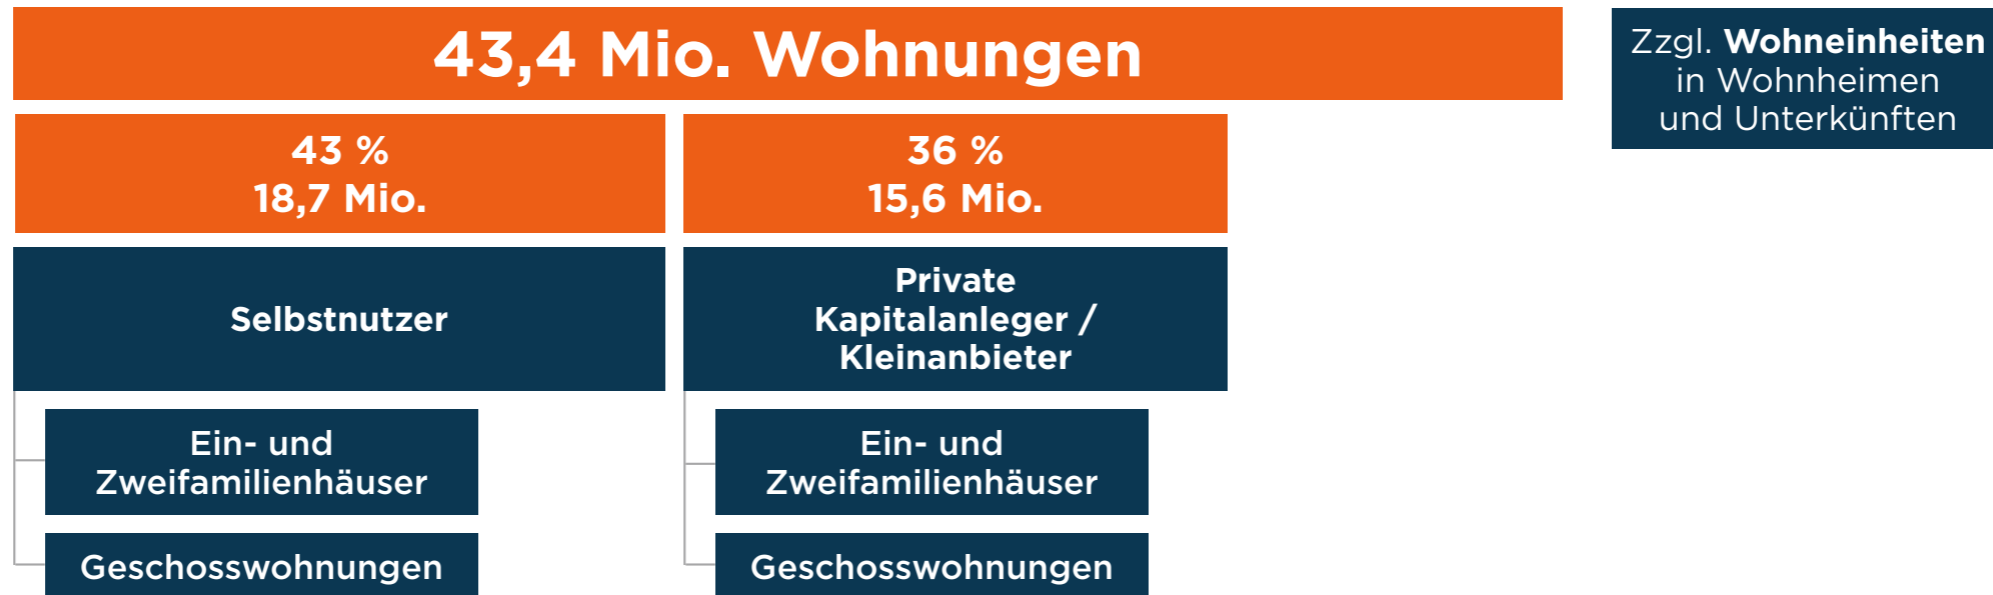 43,4 Mio. Wohnungen
Zzgl. Wohneinheiten
in Wohnheimen
und Unterkünften
43 %
18,7 Mio.
36 %
15,6 Mio.
Selbstnutzer
Private
Kapitalanleger /
Kleinanbieter
Ein- und
Zweifamilienhäuser
Geschosswohnungen
Ein- und
Zweifamilienhäuser
Geschosswohnungen